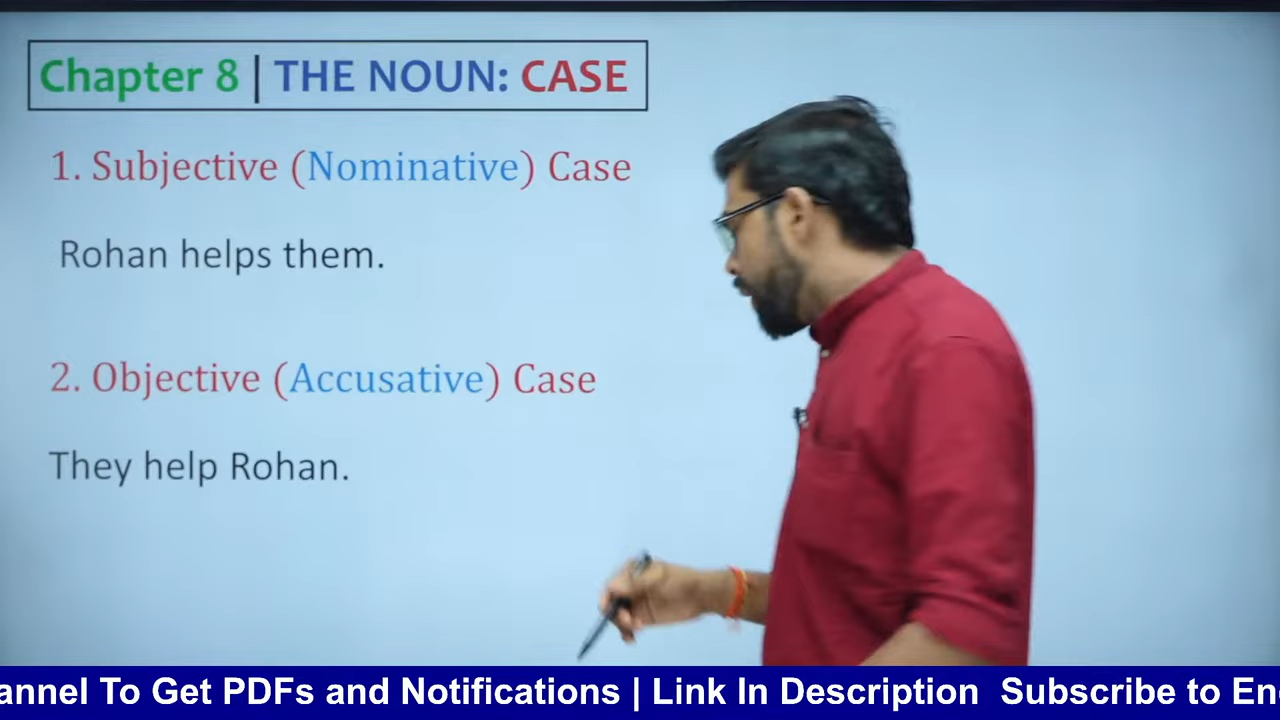 Chapter 8 | THE NOUN: CASE
1. Subjective (Nominative) Case
Rohan helps them.
2. Objective (Accusative) Case
They help Rohan.
annel To Get PDFs and Notifications | Link In Description Subscribe to En